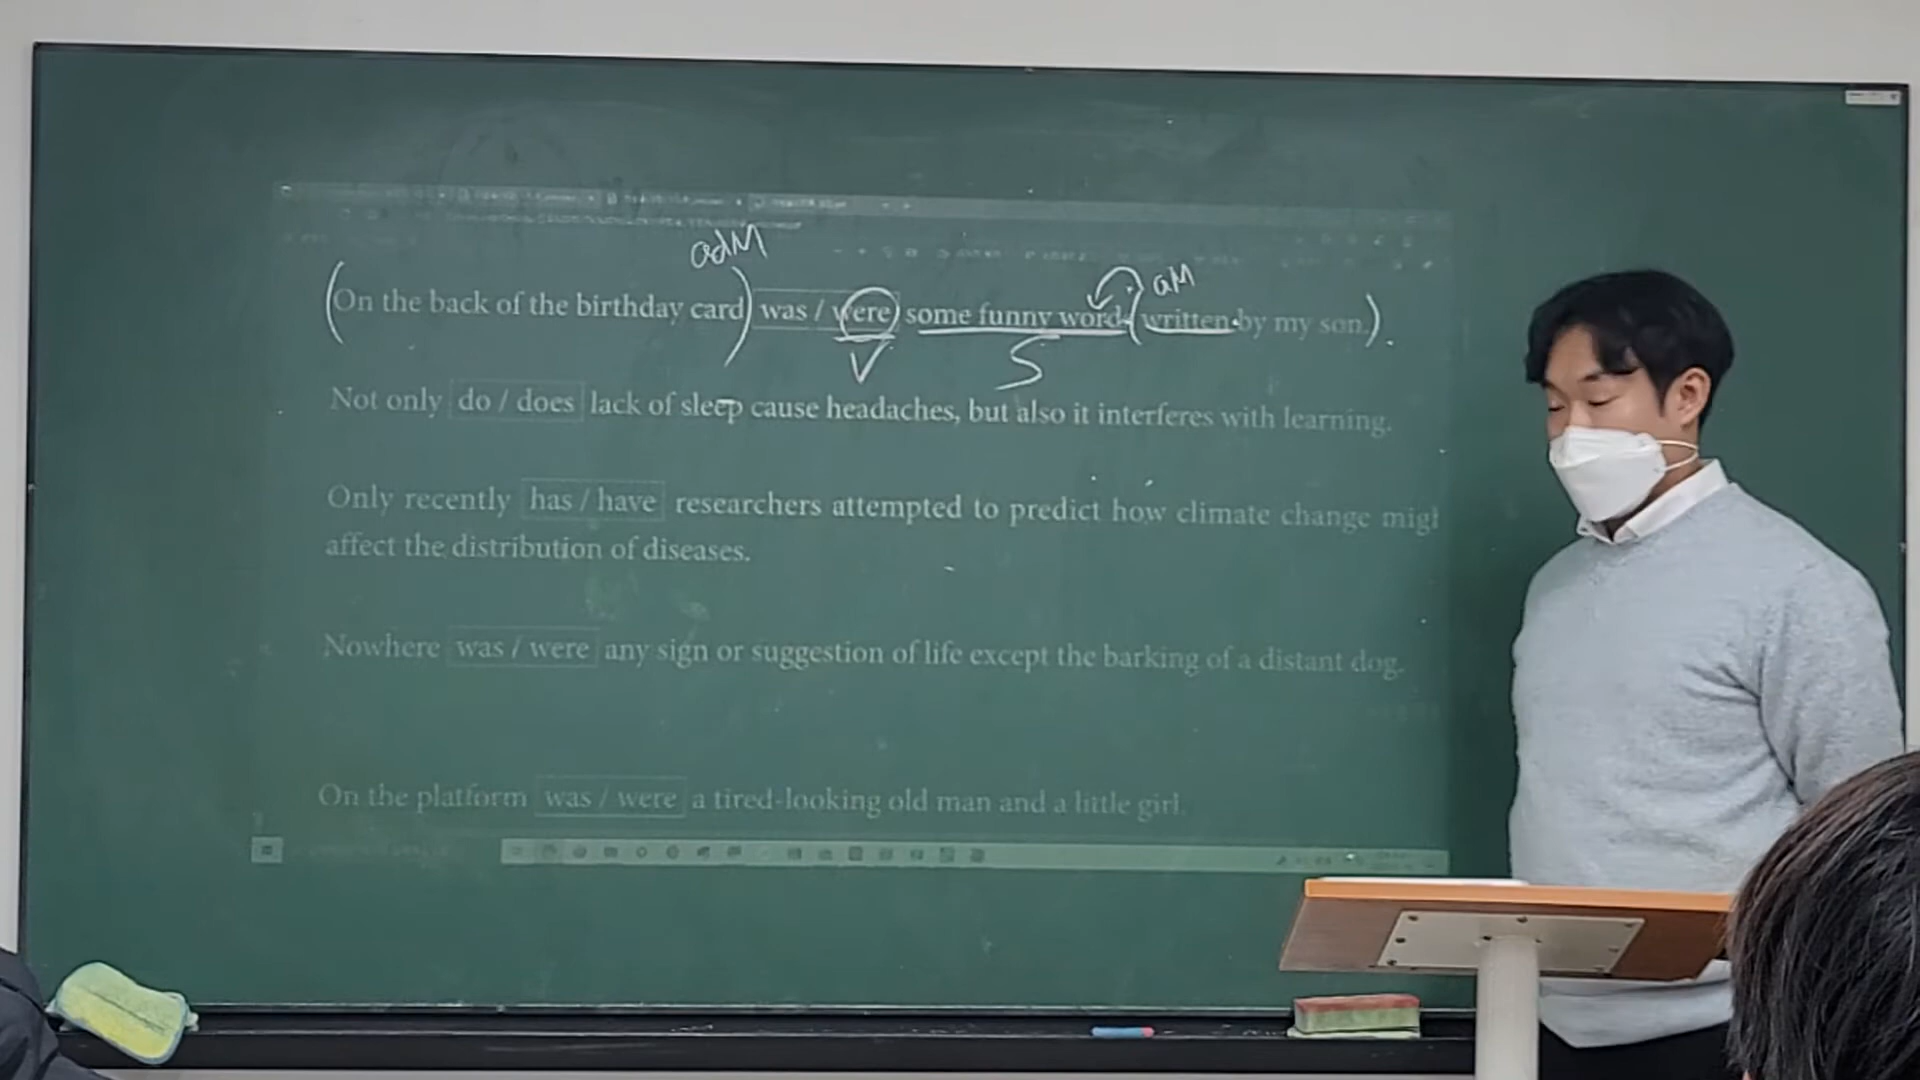 adM
aM
(On the back of the birthday card) was / were some funny words (written by my son.).
V
S
Not only do / does lack of sleep cause headaches, but also it interferes with learning.
Only recently has / have researchers attempted to predict how climate change migh
affect the distribution of diseases.
Nowhere was / were any sign or suggestion of life except the barking of a distant dog.
On the platform was / were a tired-looking old man and a little girl.